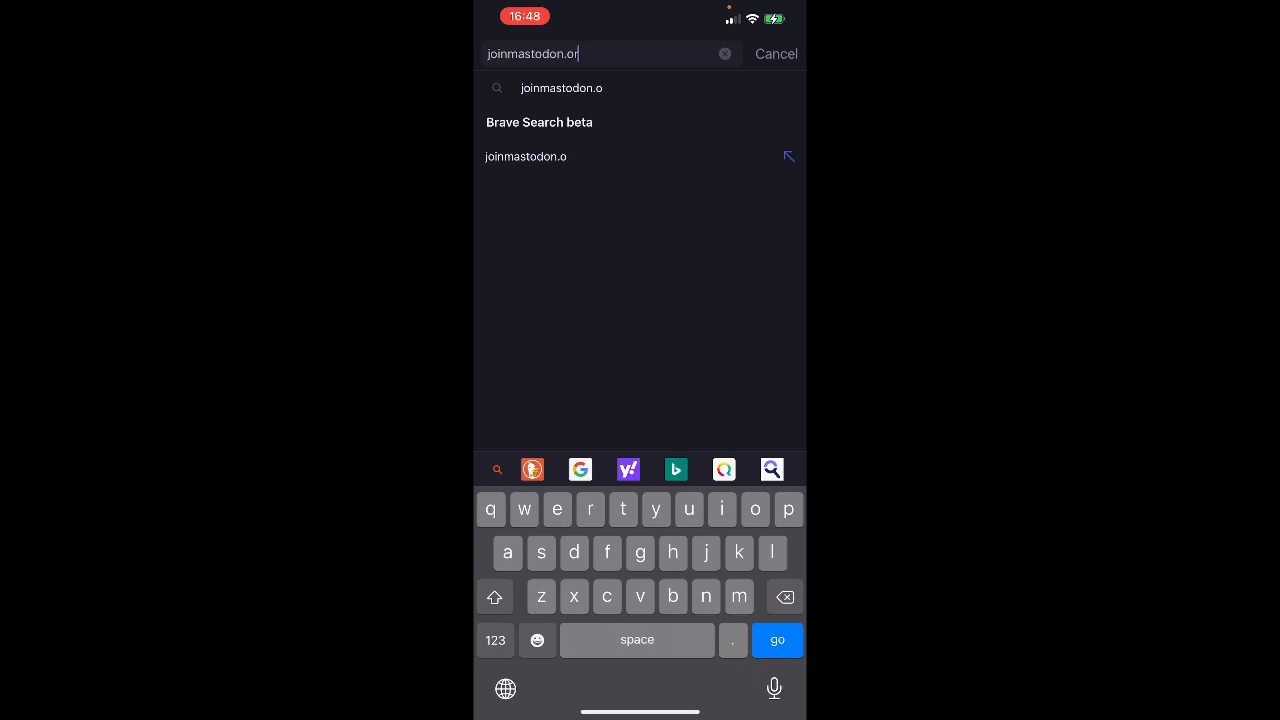 16:48
joinmastodon.or
Cancel
joinmastodon.o
Brave Search beta
joinmastodon.o
G y! b
q w e r t y u i o p
a s d f g h j k l
z x c v b n m
123 space . go